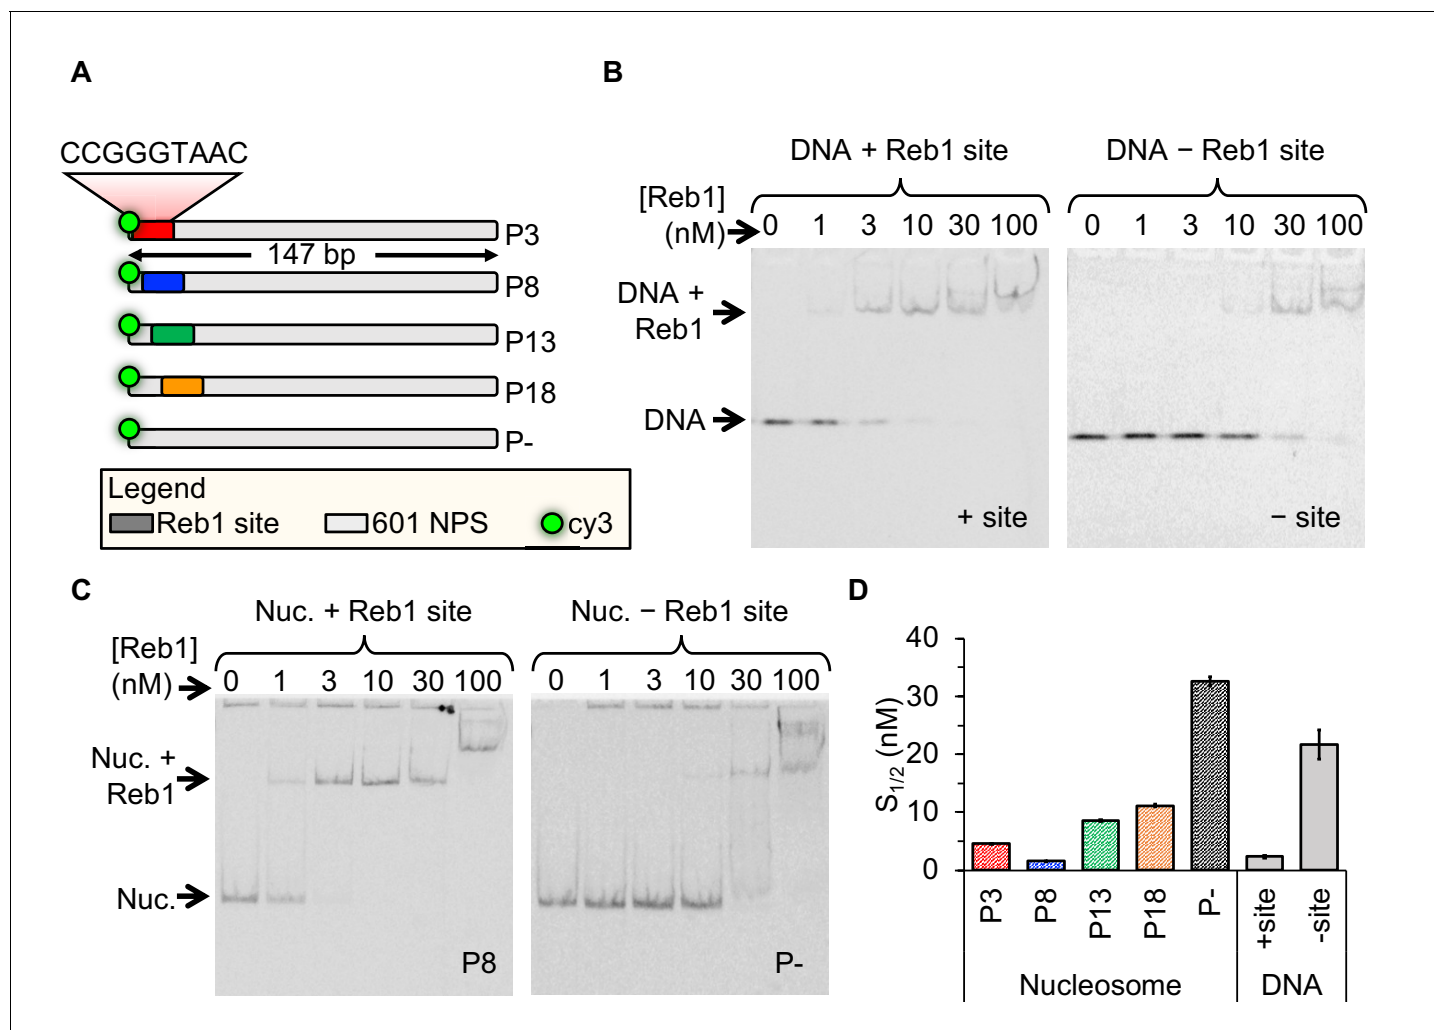 A
CCGGGTAAC
P3
147 bp
P8
P13
P18
P-
Legend
Reb1 site
601 NPS
cy3
B
DNA + Reb1 site
DNA − Reb1 site
[Reb1]
(nM)
0 1 3 10 30 100
0 1 3 10 30 100
DNA +
Reb1
DNA
+ site
− site
C
Nuc. + Reb1 site
Nuc. − Reb1 site
[Reb1]
(nM)
0 1 3 10 30 100
0 1 3 10 30 100
Nuc. +
Reb1
Nuc.
P8
P-
D
S1/2 (nM)
40
30
20
10
0
P3
P8
P13
P18
P-
+site
-site
Nucleosome
DNA